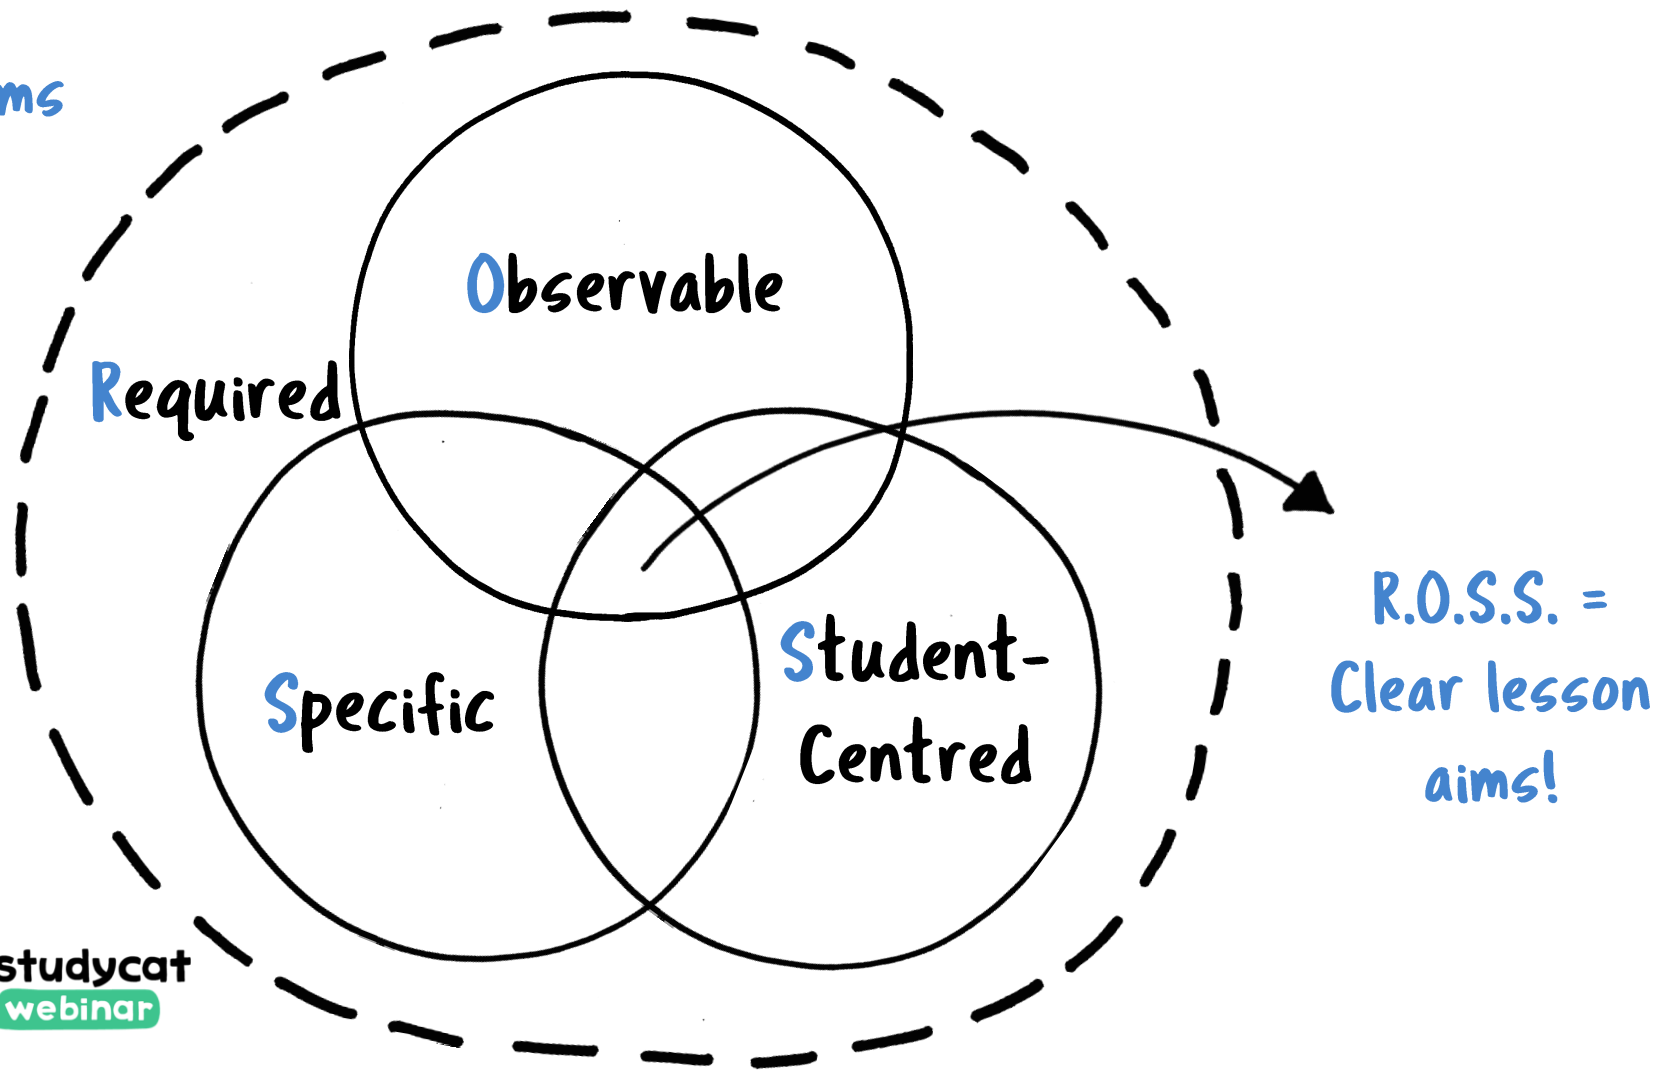 ms
Observable
Required
Specific
Student-
Centred
R.O.S.S. =
Clear lesson
aims!
studycat
webinar